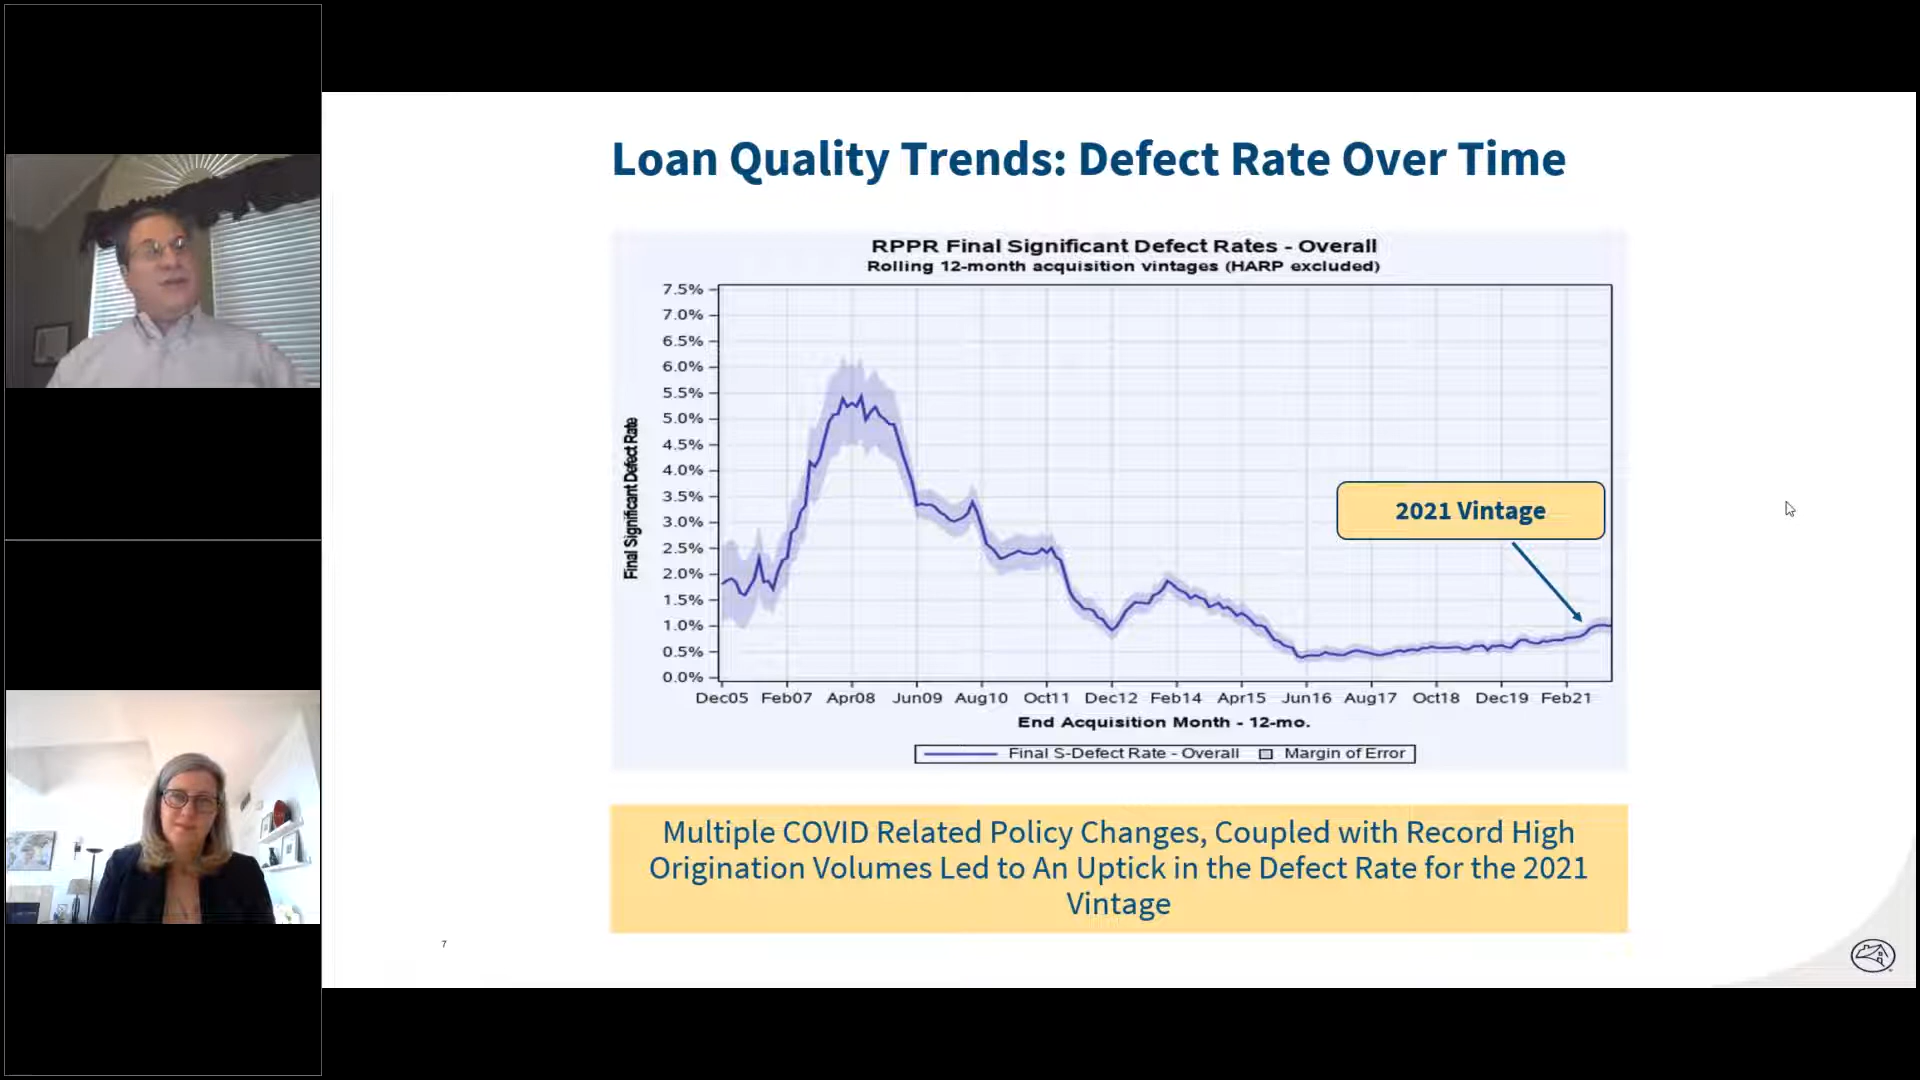 Loan Quality Trends: Defect Rate Over Time
RPPR Final Significant Defect Rates - Overall
Rolling 12-month acquisition vintages (HARP excluded)
Final Significant Defect Rate
7.5%
7.0%
6.5%
6.0%
5.5%
5.0%
4.5%
4.0%
3.5%
3.0%
2.5%
2.0%
1.5%
1.0%
0.5%
0.0%
2021 Vintage
Dec05 Feb07 Apr08 Jun09 Aug10 Oct11 Dec12 Feb14 Apr15 Jun16 Aug17 Oct18 Dec19 Feb21
End Acquisition Month - 12-mo.
Final S-Defect Rate - Overall Margin of Error
Multiple COVID Related Policy Changes, Coupled with Record High
Origination Volumes Led to An Uptick in the Defect Rate for the 2021
Vintage
7